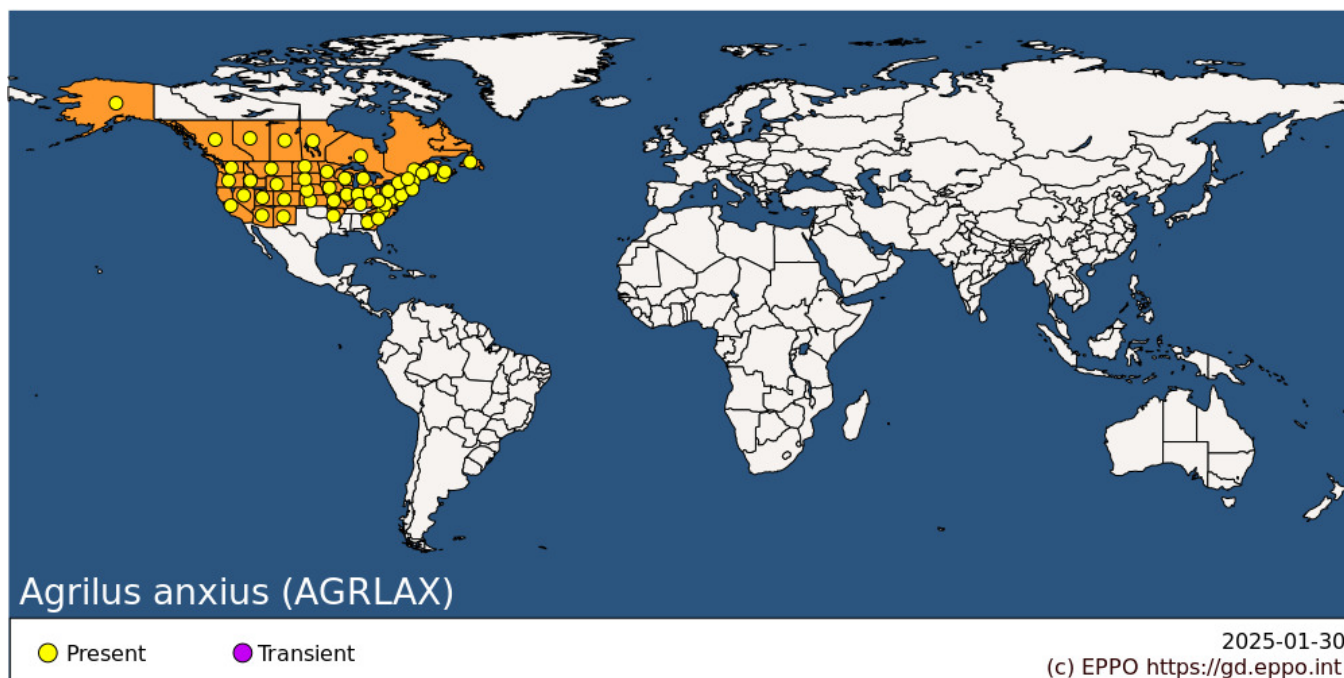 Agrilus anxius (AGRLAX)
Present
Transient
2025-01-30
(c) EPPO https://gd.eppo.int